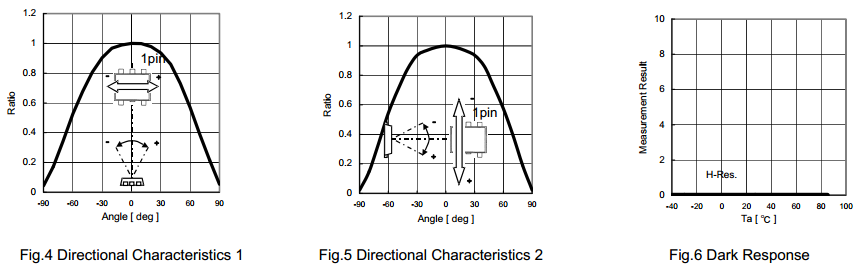 1.2
1
0.8
0.6
0.4
0.2
0
Ratio
1pin
- +
- +
-90 -60 -30 0 30 60 90
Angle [ deg ]
Fig.4 Directional Characteristics 1
1.2
1
0.8
0.6
0.4
0.2
0
Ratio
-
1pin
-
+
+
-90 -60 -30 0 30 60 90
Angle [ deg ]
Fig.5 Directional Characteristics 2
10
8
6
4
2
0
Measurement Result
H-Res.
-40 -20 0 20 40 60 80 100
Ta [ ℃ ]
Fig.6 Dark Response